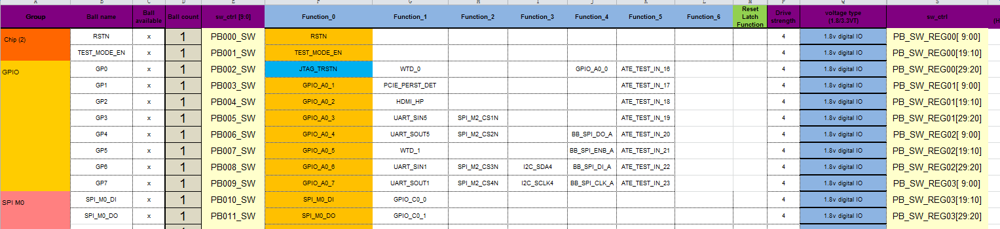 A B C D E F G H I J K L M P Q S
Group Ball name Ball available Ball count sw_ctrl [9:0] Function_0 Function_1 Function_2 Function_3 Function_4 Function_5 Function_6 Reset Latch Function Drive strength voltage type (1.8/3.3VT) sw_ctrl (H
Chip (2) RSTN x 1 PB000_SW RSTN 4 1.8v digital IO PB_SW_REG00[ 9:00]
TEST_MODE_EN x 1 PB001_SW TEST_MODE_EN 4 1.8v digital IO PB_SW_REG00[19:10]
GPIO GP0 x 1 PB002_SW JTAG_TRSTN WTD_0 GPIO_A0_0 ATE_TEST_IN_16 4 1.8v digital IO PB_SW_REG00[29:20]
GP1 x 1 PB003_SW GPIO_A0_1 PCIE_PERST_DET ATE_TEST_IN_17 4 1.8v digital IO PB_SW_REG01[ 9:00]
GP2 x 1 PB004_SW GPIO_A0_2 HDMI_HP ATE_TEST_IN_18 4 1.8v digital IO PB_SW_REG01[19:10]
GP3 x 1 PB005_SW GPIO_A0_3 UART_SIN5 SPI_M2_CS1N ATE_TEST_IN_19 4 1.8v digital IO PB_SW_REG01[29:20]
GP4 x 1 PB006_SW GPIO_A0_4 UART_SOUT5 SPI_M2_CS2N BB_SPI_DO_A ATE_TEST_IN_20 4 1.8v digital IO PB_SW_REG02[ 9:00]
GP5 x 1 PB007_SW GPIO_A0_5 WTD_1 BB_SPI_ENB_A ATE_TEST_IN_21 4 1.8v digital IO PB_SW_REG02[19:10]
GP6 x 1 PB008_SW GPIO_A0_6 UART_SIN1 SPI_M2_CS3N I2C_SDA4 BB_SPI_DI_A ATE_TEST_IN_22 4 1.8v digital IO PB_SW_REG02[29:20]
GP7 x 1 PB009_SW GPIO_A0_7 UART_SOUT1 SPI_M2_CS4N I2C_SCLK4 BB_SPI_CLK_A ATE_TEST_IN_23 4 1.8v digital IO PB_SW_REG03[ 9:00]
SPI M0 SPI_M0_DI x 1 PB010_SW SPI_M0_DI GPIO_C0_0 4 1.8v digital IO PB_SW_REG03[19:10]
SPI_M0_DO x 1 PB011_SW SPI_M0_DO GPIO_C0_1 4 1.8v digital IO PB_SW_REG03[29:20]